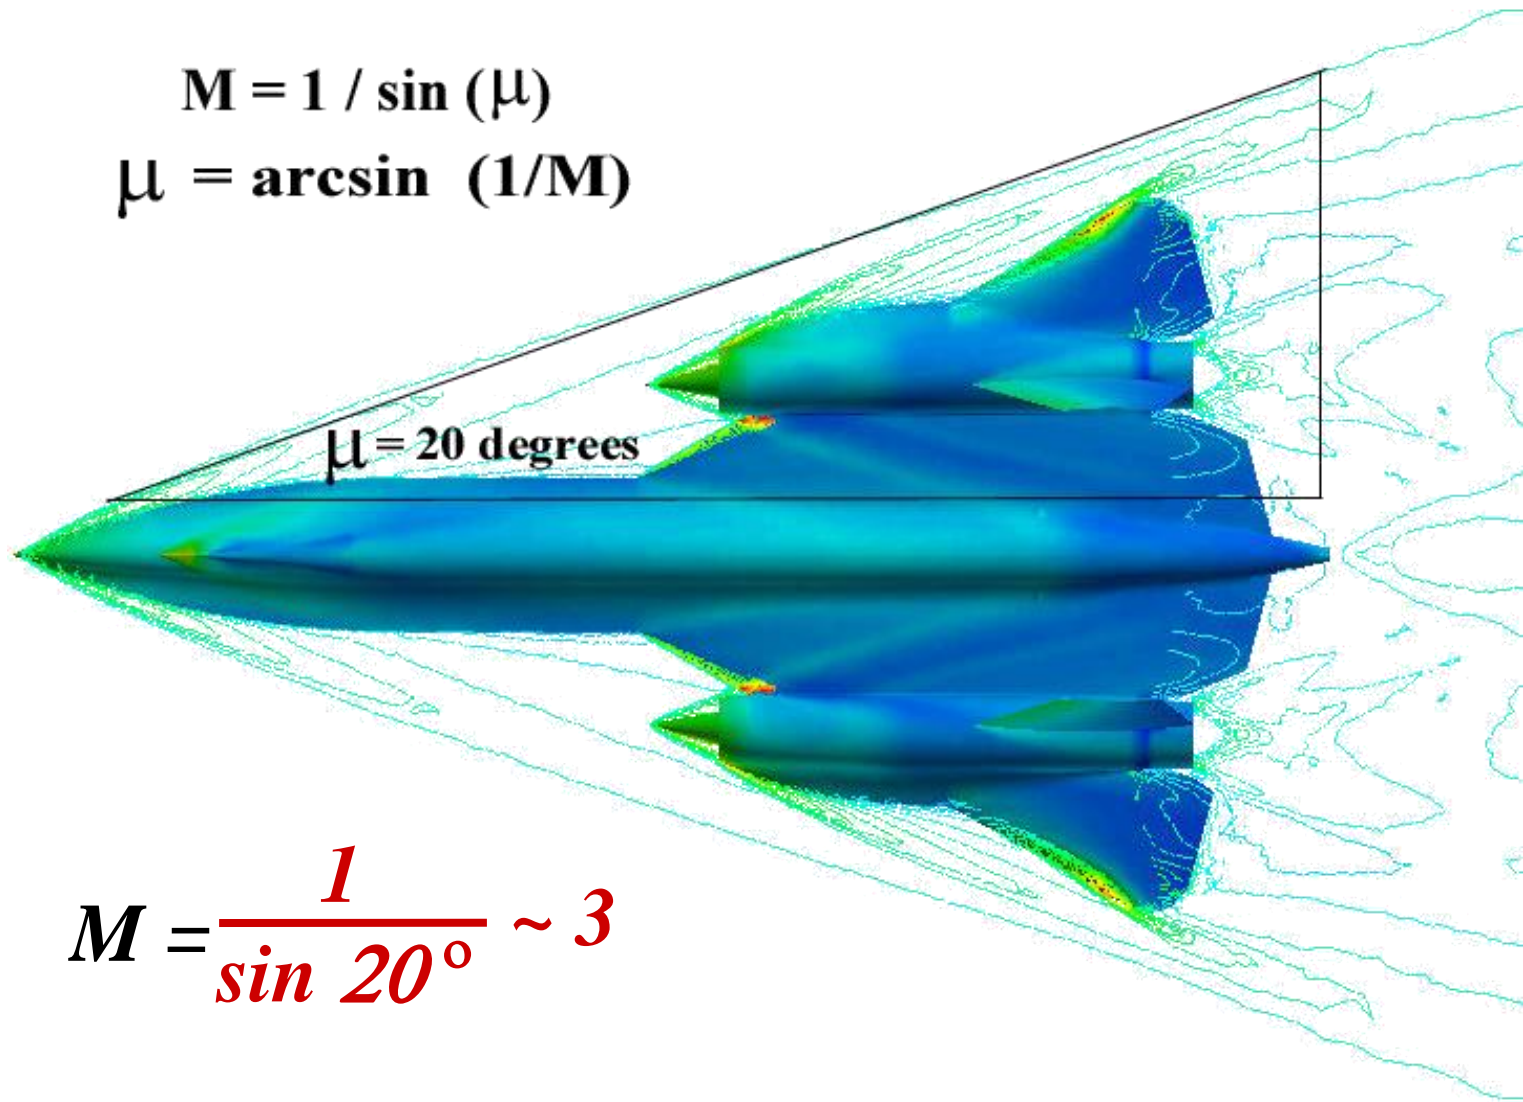 M = 1 / sin (μ)
μ = arcsin (1/M)
μ = 20 degrees
M = 1 / sin 20° ~ 3